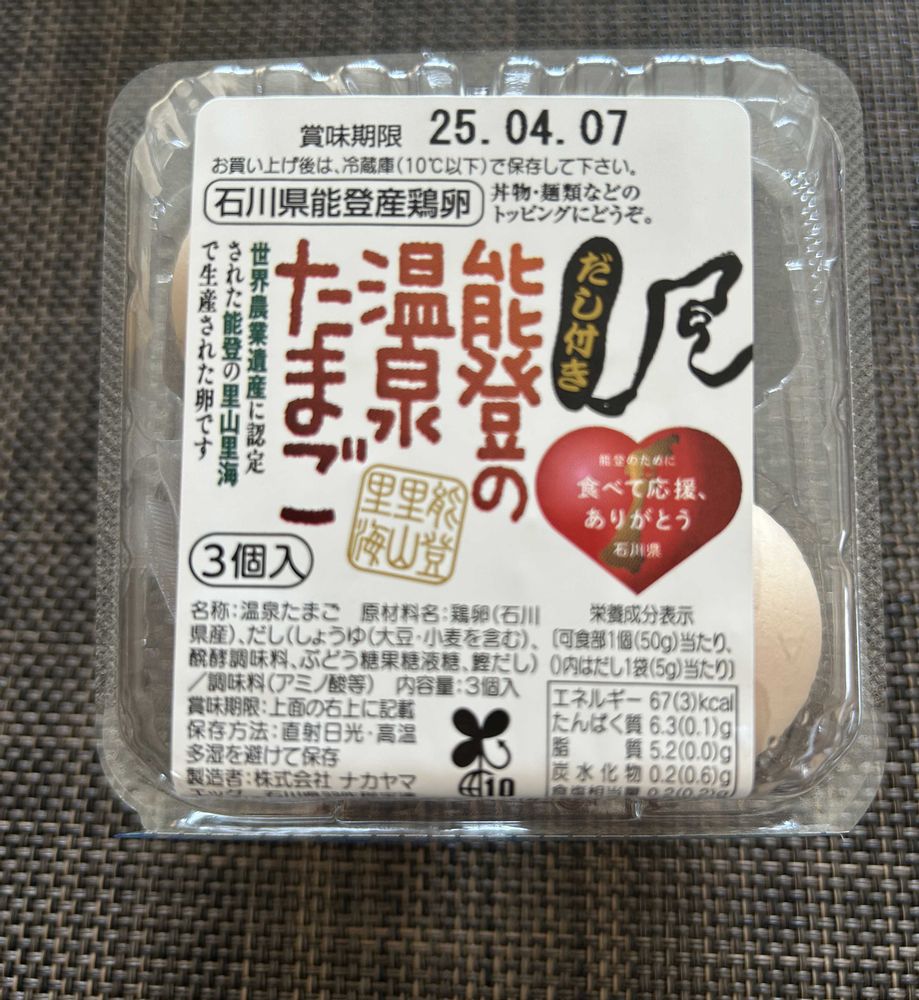 賞味期限 25.04.07
お買い上げ後は、冷蔵庫(10℃以下)で保存して下さい。
石川県能登産鶏卵
丼物・麺類などの
トッピングにどうぞ。
だし付き
能登の
温泉
たまご
世界農業遺産に認定
された能登の里山里海
で生産された卵です
能登
里山
里海
能登のために
食べて応援、
ありがとう
石川県
3個入
名称:温泉たまご 原材料名:鶏卵(石川
県産)、だし(しょうゆ(大豆・小麦を含む)、
醗酵調味料、ぶどう糖果糖液糖、鰹だし)
/調味料(アミノ酸等) 内容量:3個入
賞味期限:上面の右上に記載
保存方法:直射日光・高温
多湿を避けて保存
製造者:株式会社 ナカヤマ
10
栄養成分表示
〔可食部1個(50g)当たり、
()内はだし1袋(5g)当たり〕
エネルギー 67(3)kcal
たんぱく質 6.3(0.1)g
脂質 5.2(0.0)g
炭水化物 0.2(0.6)g
食塩相当量 0.2(0.2)g